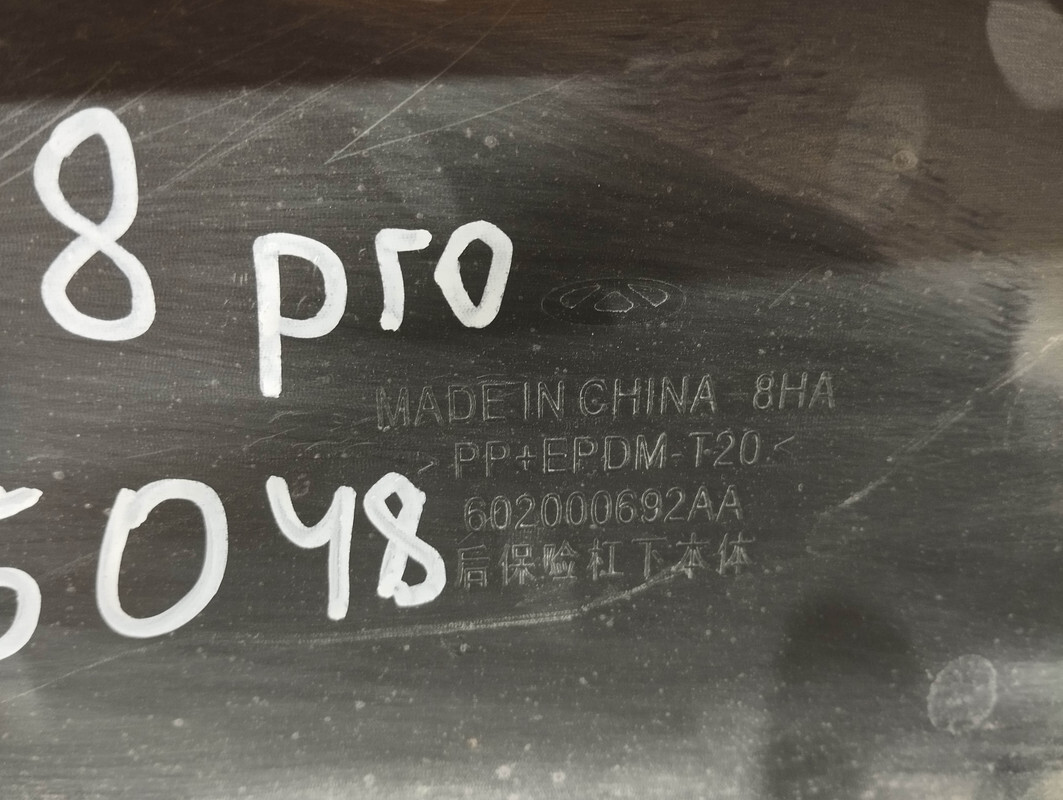 8 pro
MADE IN CHINA -8HA
>PP+EPDM-T20<
602000692AA
后保险杠下本体
5048